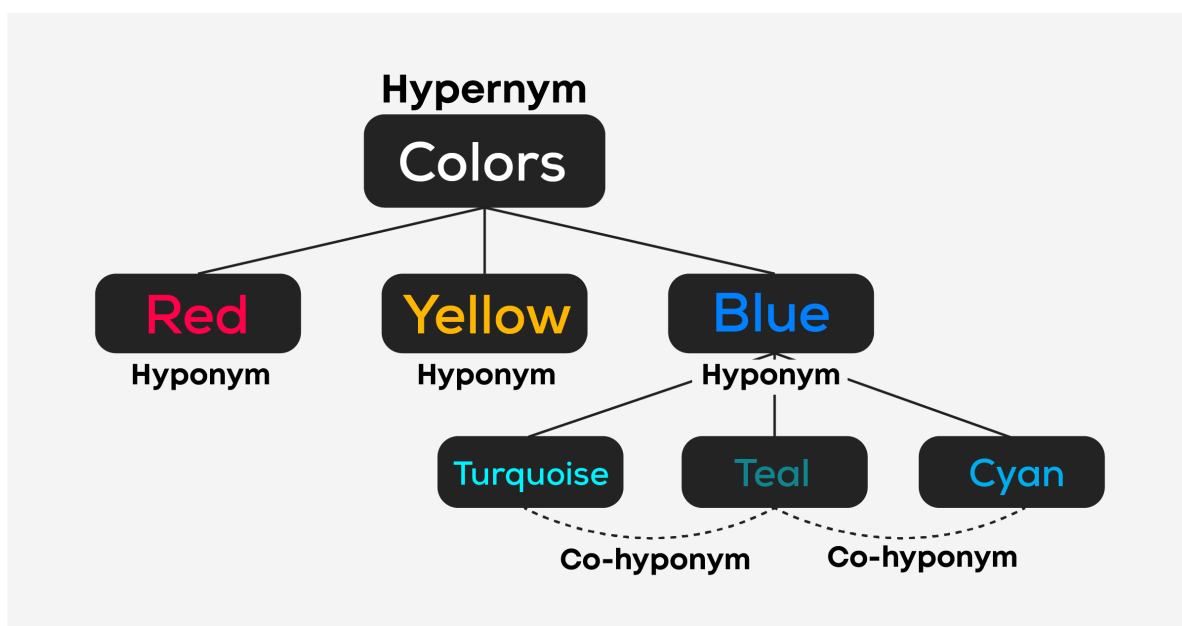 Hypernym
Colors
Red
Yellow
Blue
Hyponym
Hyponym
Hyponym
Turquoise
Teal
Cyan
Co-hyponym
Co-hyponym